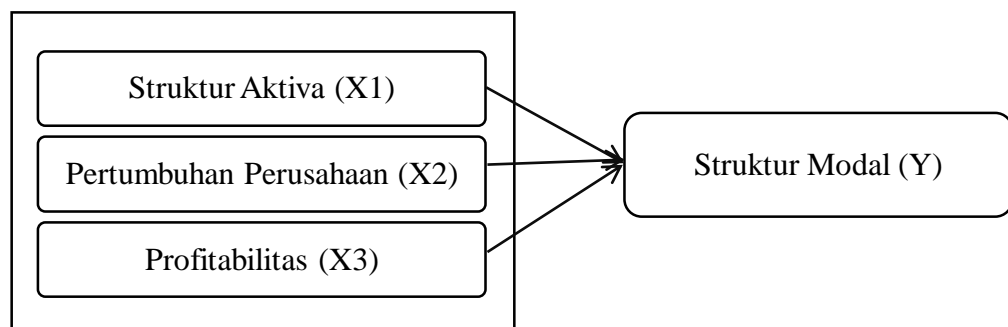 Struktur Aktiva (X1)
Pertumbuhan Perusahaan (X2)
Struktur Modal (Y)
Profitabilitas (X3)